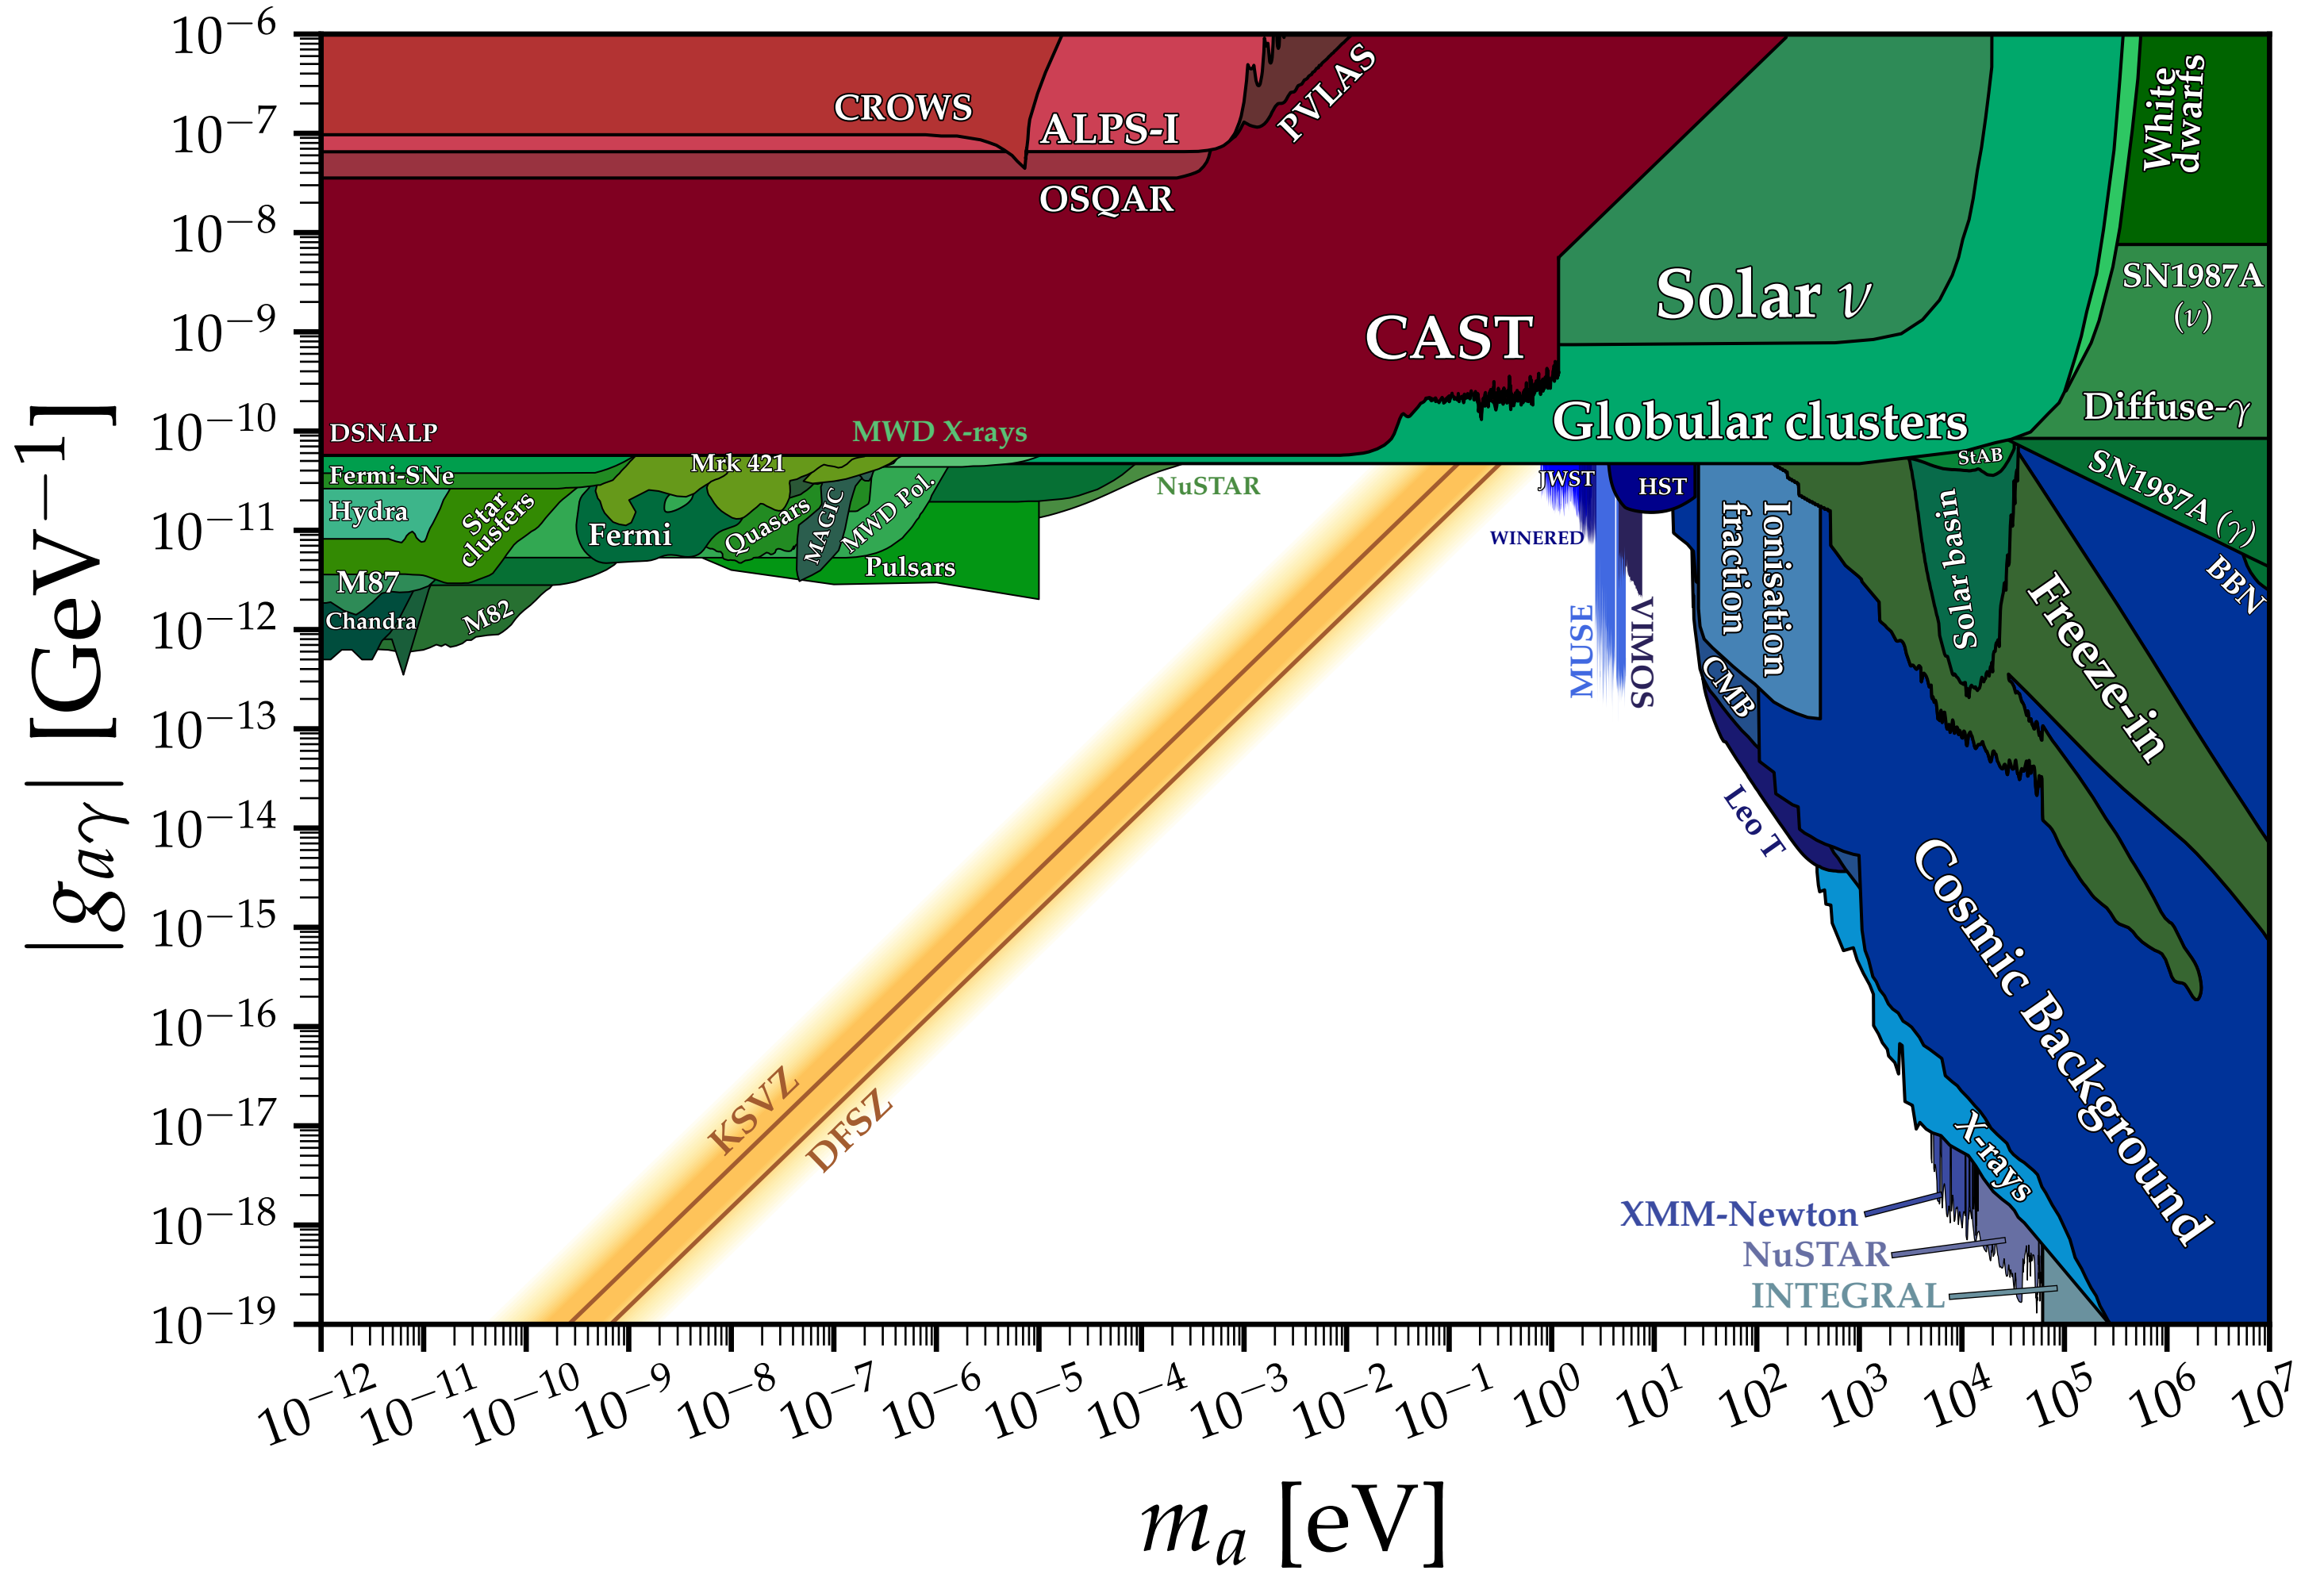 10⁻⁶
10⁻⁷
10⁻⁸
10⁻⁹
10⁻¹⁰
10⁻¹¹
10⁻¹²
10⁻¹³
10⁻¹⁴
10⁻¹⁵
10⁻¹⁶
10⁻¹⁷
10⁻¹⁸
10⁻¹⁹
|g_{aγ}| [GeV⁻¹]
CROWS
ALPS-I
OSQAR
PVLAS
CAST
Solar ν
Globular clusters
White
dwarfs
SN1987A
(ν)
Diffuse-γ
SN1987A (γ)
BBN
DSNALP
Fermi-SNe
Hydra
Star
clusters
M87
Chandra
M82
Mrk 421
MWD X-rays
Fermi
Quasars
MAGIC
MWD Pol.
Pulsars
NuSTAR
JWST
HST
WINERED
MUSE
VIMOS
Ionisation
fraction
CMB
Leo T
StAB
Solar basin
Freeze-in
Cosmic Background
X-rays
XMM-Newton
NuSTAR
INTEGRAL
KSVZ
DFSZ
10⁻¹²
10⁻¹¹
10⁻¹⁰
10⁻⁹
10⁻⁸
10⁻⁷
10⁻⁶
10⁻⁵
10⁻⁴
10⁻³
10⁻²
10⁻¹
10⁰
10¹
10²
10³
10⁴
10⁵
10⁶
10⁷
m_a [eV]